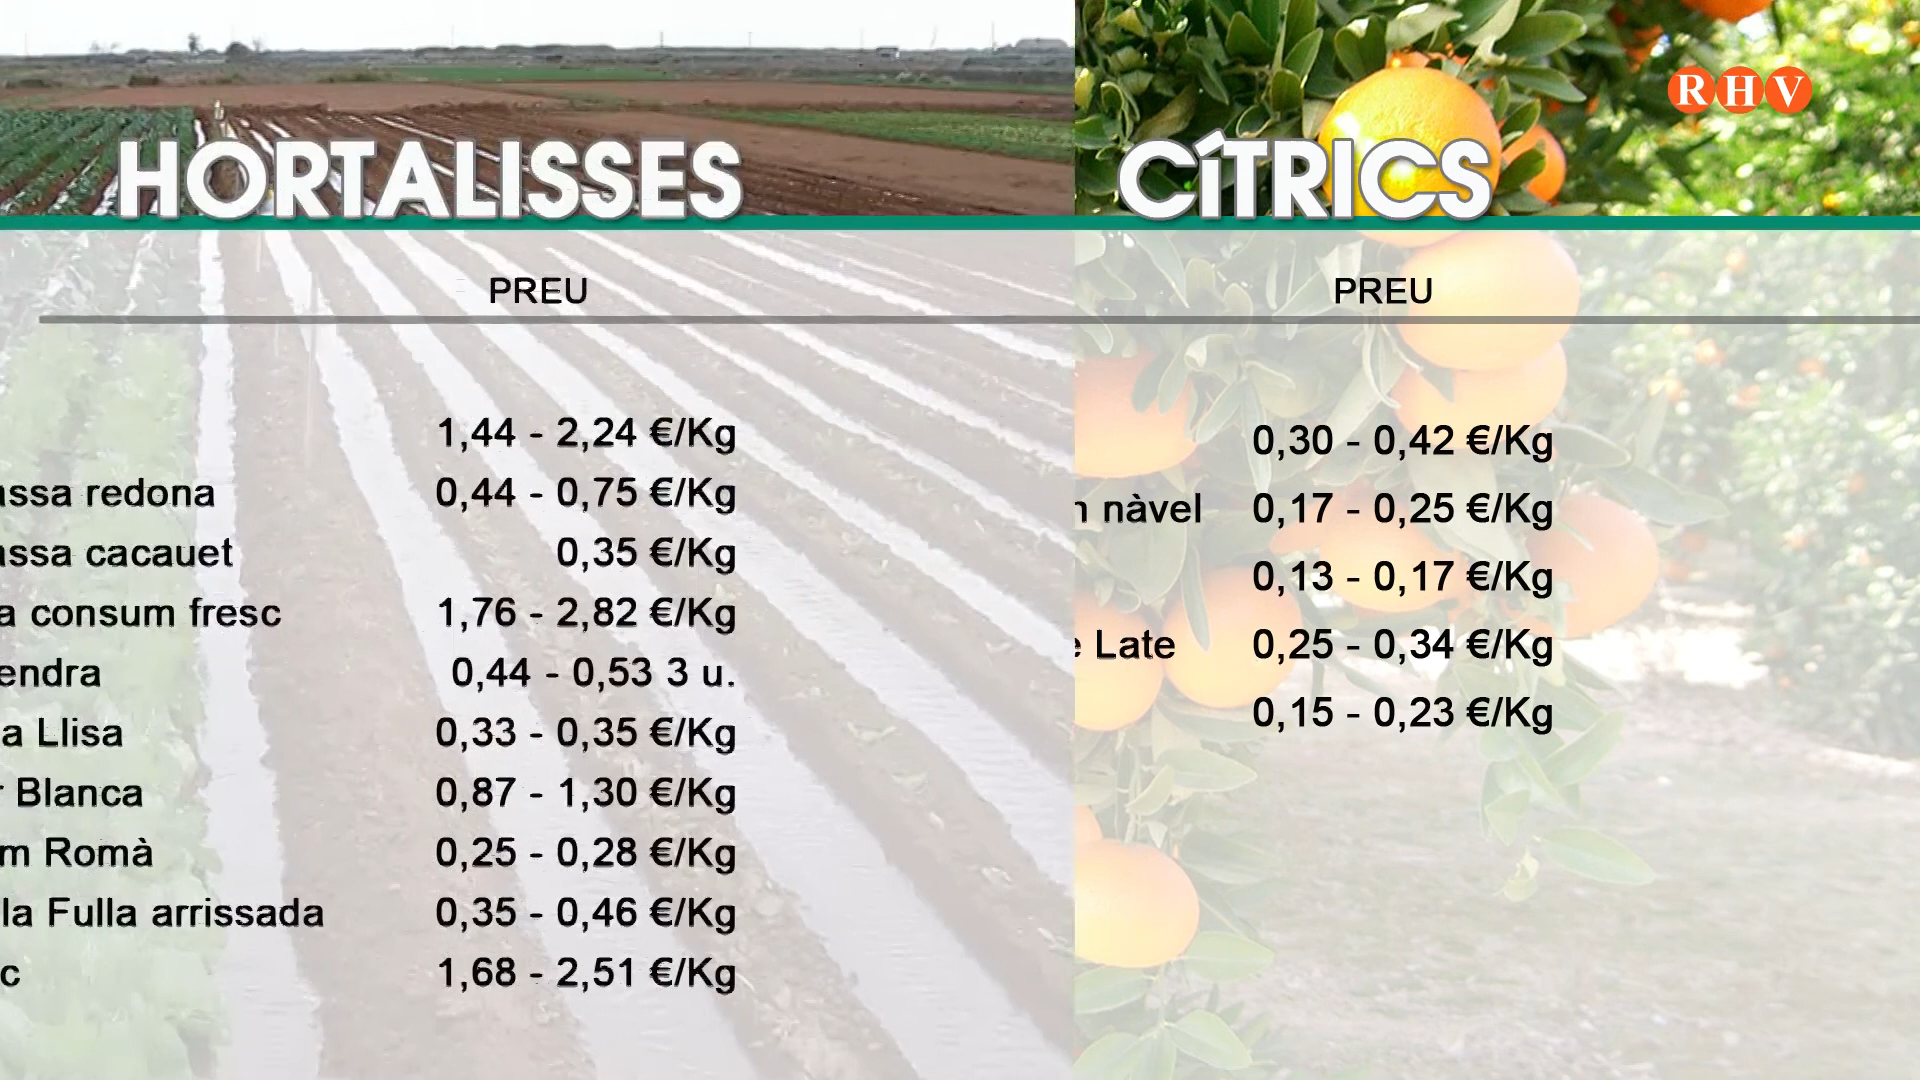 HORTALISSES
PREU
1,44 - 2,24 €/Kg
redona 0,44 - 0,75 €/Kg
cacauet 0,35 €/Kg
consum fresc 1,76 - 2,82 €/Kg
0,44 - 0,53 3 u.
Llisa 0,33 - 0,35 €/Kg
Blanca 0,87 - 1,30 €/Kg
Romà 0,25 - 0,28 €/Kg
Fulla arrissada 0,35 - 0,46 €/Kg
1,68 - 2,51 €/Kg
CÍTRICS
RHV
PREU
0,30 - 0,42 €/Kg
nàvel 0,17 - 0,25 €/Kg
0,13 - 0,17 €/Kg
Late 0,25 - 0,34 €/Kg
0,15 - 0,23 €/Kg